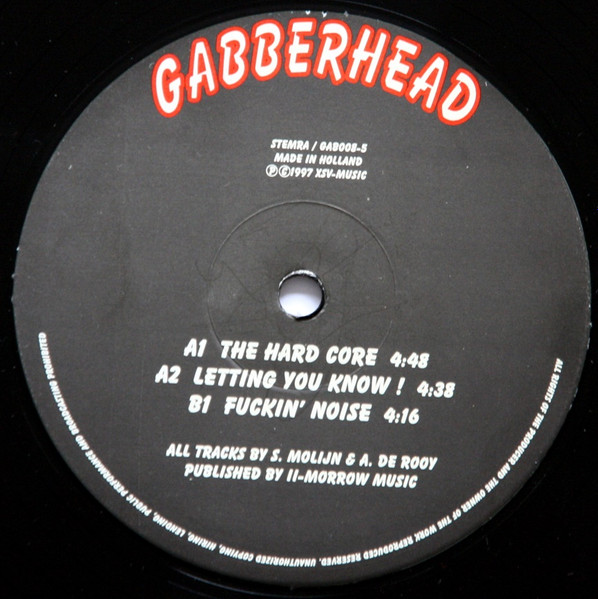 GABBERHEAD
STEMRA / GAB008-5
MADE IN HOLLAND
ⓅⒸ1997 XSV-MUSIC
A1 THE HARD CORE 4:48
A2 LETTING YOU KNOW ! 4:38
B1 FUCKIN' NOISE 4:16
ALL TRACKS BY S. MOLIJN & A. DE ROOY
PUBLISHED BY II-MORROW MUSIC
ALL RIGHTS OF THE PRODUCER AND THE OWNER OF THE WORK REPRODUCED RESERVED. UNAUTHORIZED COPYING, HIRING, LENDING, PUBLIC PERFORMANCE AND BROADCASTING PROHIBITED